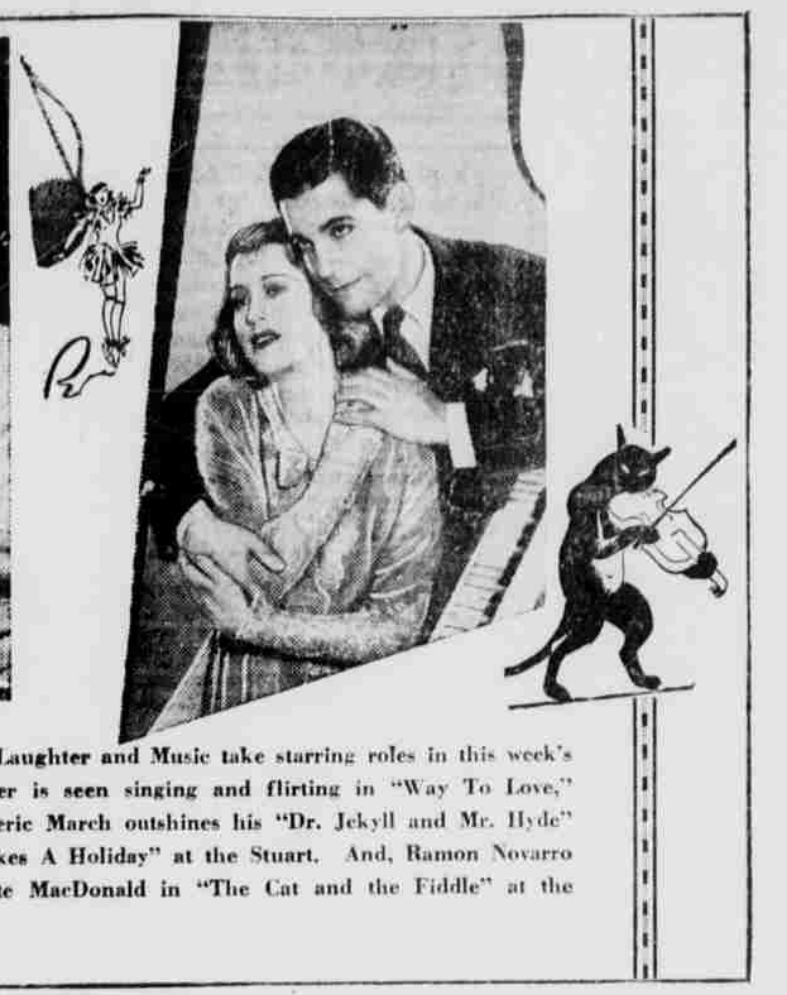 Laughter and Music take starring roles in this week's
er is seen singing and flirting in “Way To Love,”
eric March outshines his “Dr. Jekyll and Mr. Hyde”
kes A Holiday” at the Stuart. And, Ramon Novarro
te MacDonald in “The Cat and the Fiddle” at the